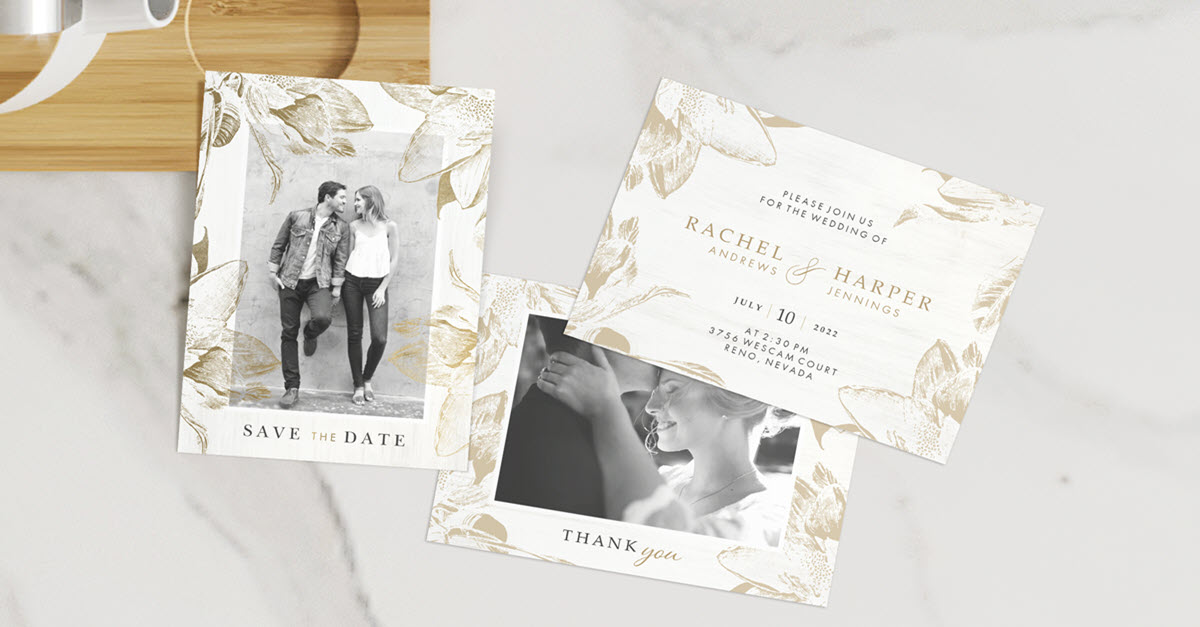 SAVE THE DATE
PLEASE JOIN US
FOR THE WEDDING OF
RACHEL & HARPER
ANDREWS JENNINGS
JULY | 10 | 2022
AT 2:30 PM
3756 WESCAM COURT
RENO, NEVADA
THANK you